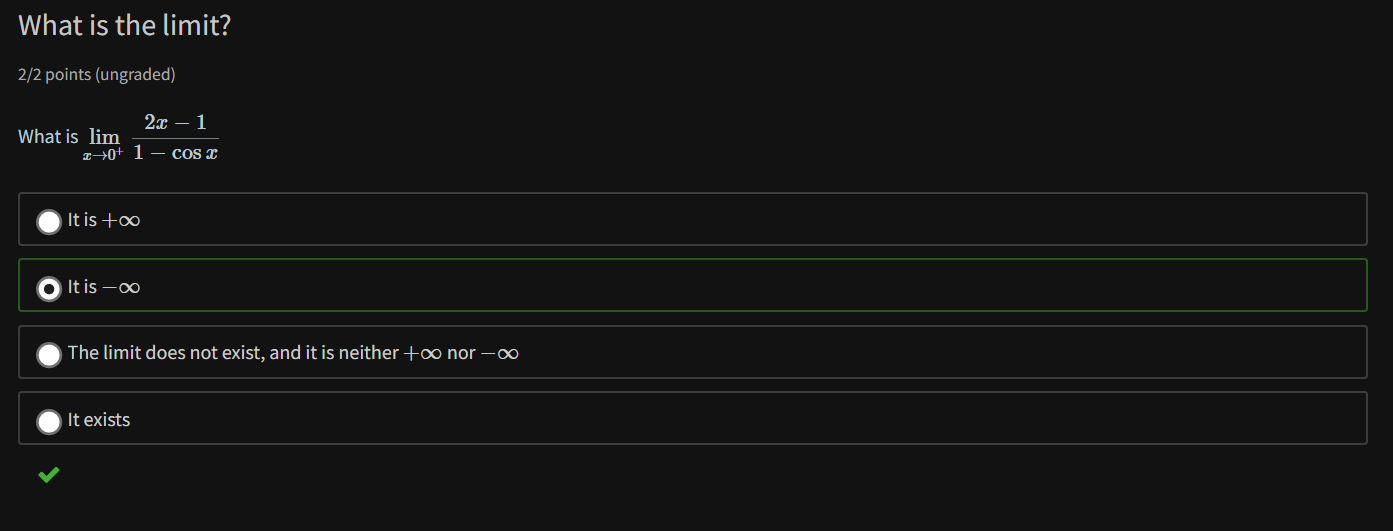 What is the limit?
2/2 points (ungraded)
What is lim x→0⁺ (2x − 1)/(1 − cos x)
It is +∞
It is −∞
The limit does not exist, and it is neither +∞ nor −∞
It exists